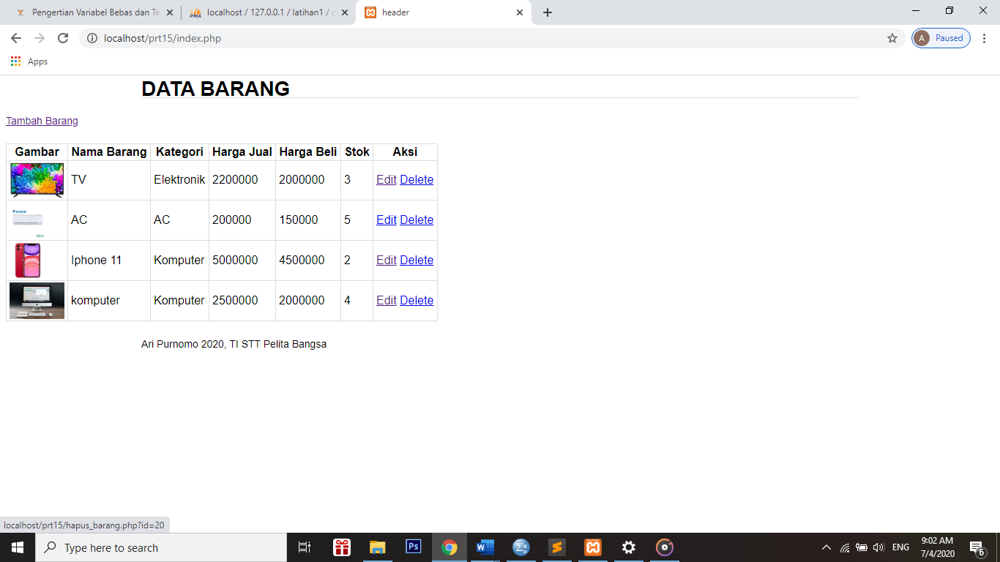 Pengertian Variabel Bebas dan Te
localhost / 127.0.0.1 / latihan1 /
header
localhost/prt15/index.php
A Paused
Apps
DATA BARANG
Tambah Barang
Gambar Nama Barang Kategori Harga Jual Harga Beli Stok Aksi
TV Elektronik 2200000 2000000 3 Edit Delete
AC AC 200000 150000 5 Edit Delete
Iphone 11 Komputer 5000000 4500000 2 Edit Delete
komputer Komputer 2500000 2000000 4 Edit Delete
Ari Purnomo 2020, TI STT Pelita Bangsa
localhost/prt15/hapus_barang.php?id=20
Type here to search
Ps
ENG
9:02 AM
7/4/2020
6